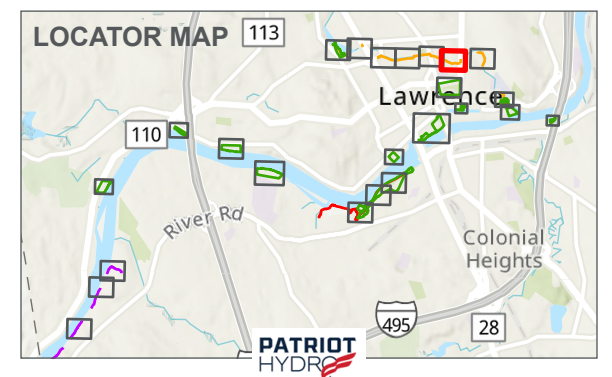 LOCATOR MAP
113
Lawrence
110
River Rd
Colonial
Heights
495
28
PATRIOT
HYDRO